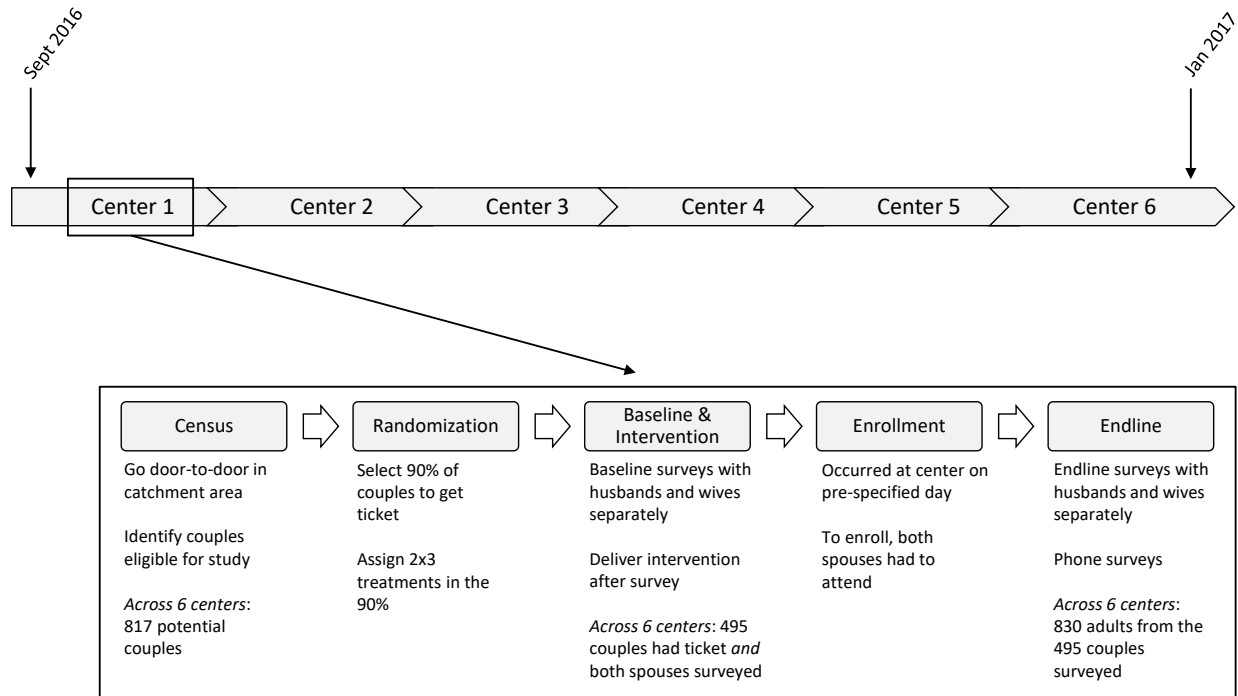 Sept 2016
Jan 2017
Center 1
Center 2
Center 3
Center 4
Center 5
Center 6
Census
Go door-to-door in
catchment area
Identify couples
eligible for study
Across 6 centers:
817 potential
couples
Randomization
Select 90% of
couples to get
ticket
Assign 2x3
treatments in the
90%
Baseline &
Intervention
Baseline surveys with
husbands and wives
separately
Deliver intervention
after survey
Across 6 centers: 495
couples had ticket and
both spouses surveyed
Enrollment
Occurred at center on
pre-specified day
To enroll, both
spouses had to
attend
Endline
Endline surveys with
husbands and wives
separately
Phone surveys
Across 6 centers:
830 adults from the
495 couples
surveyed